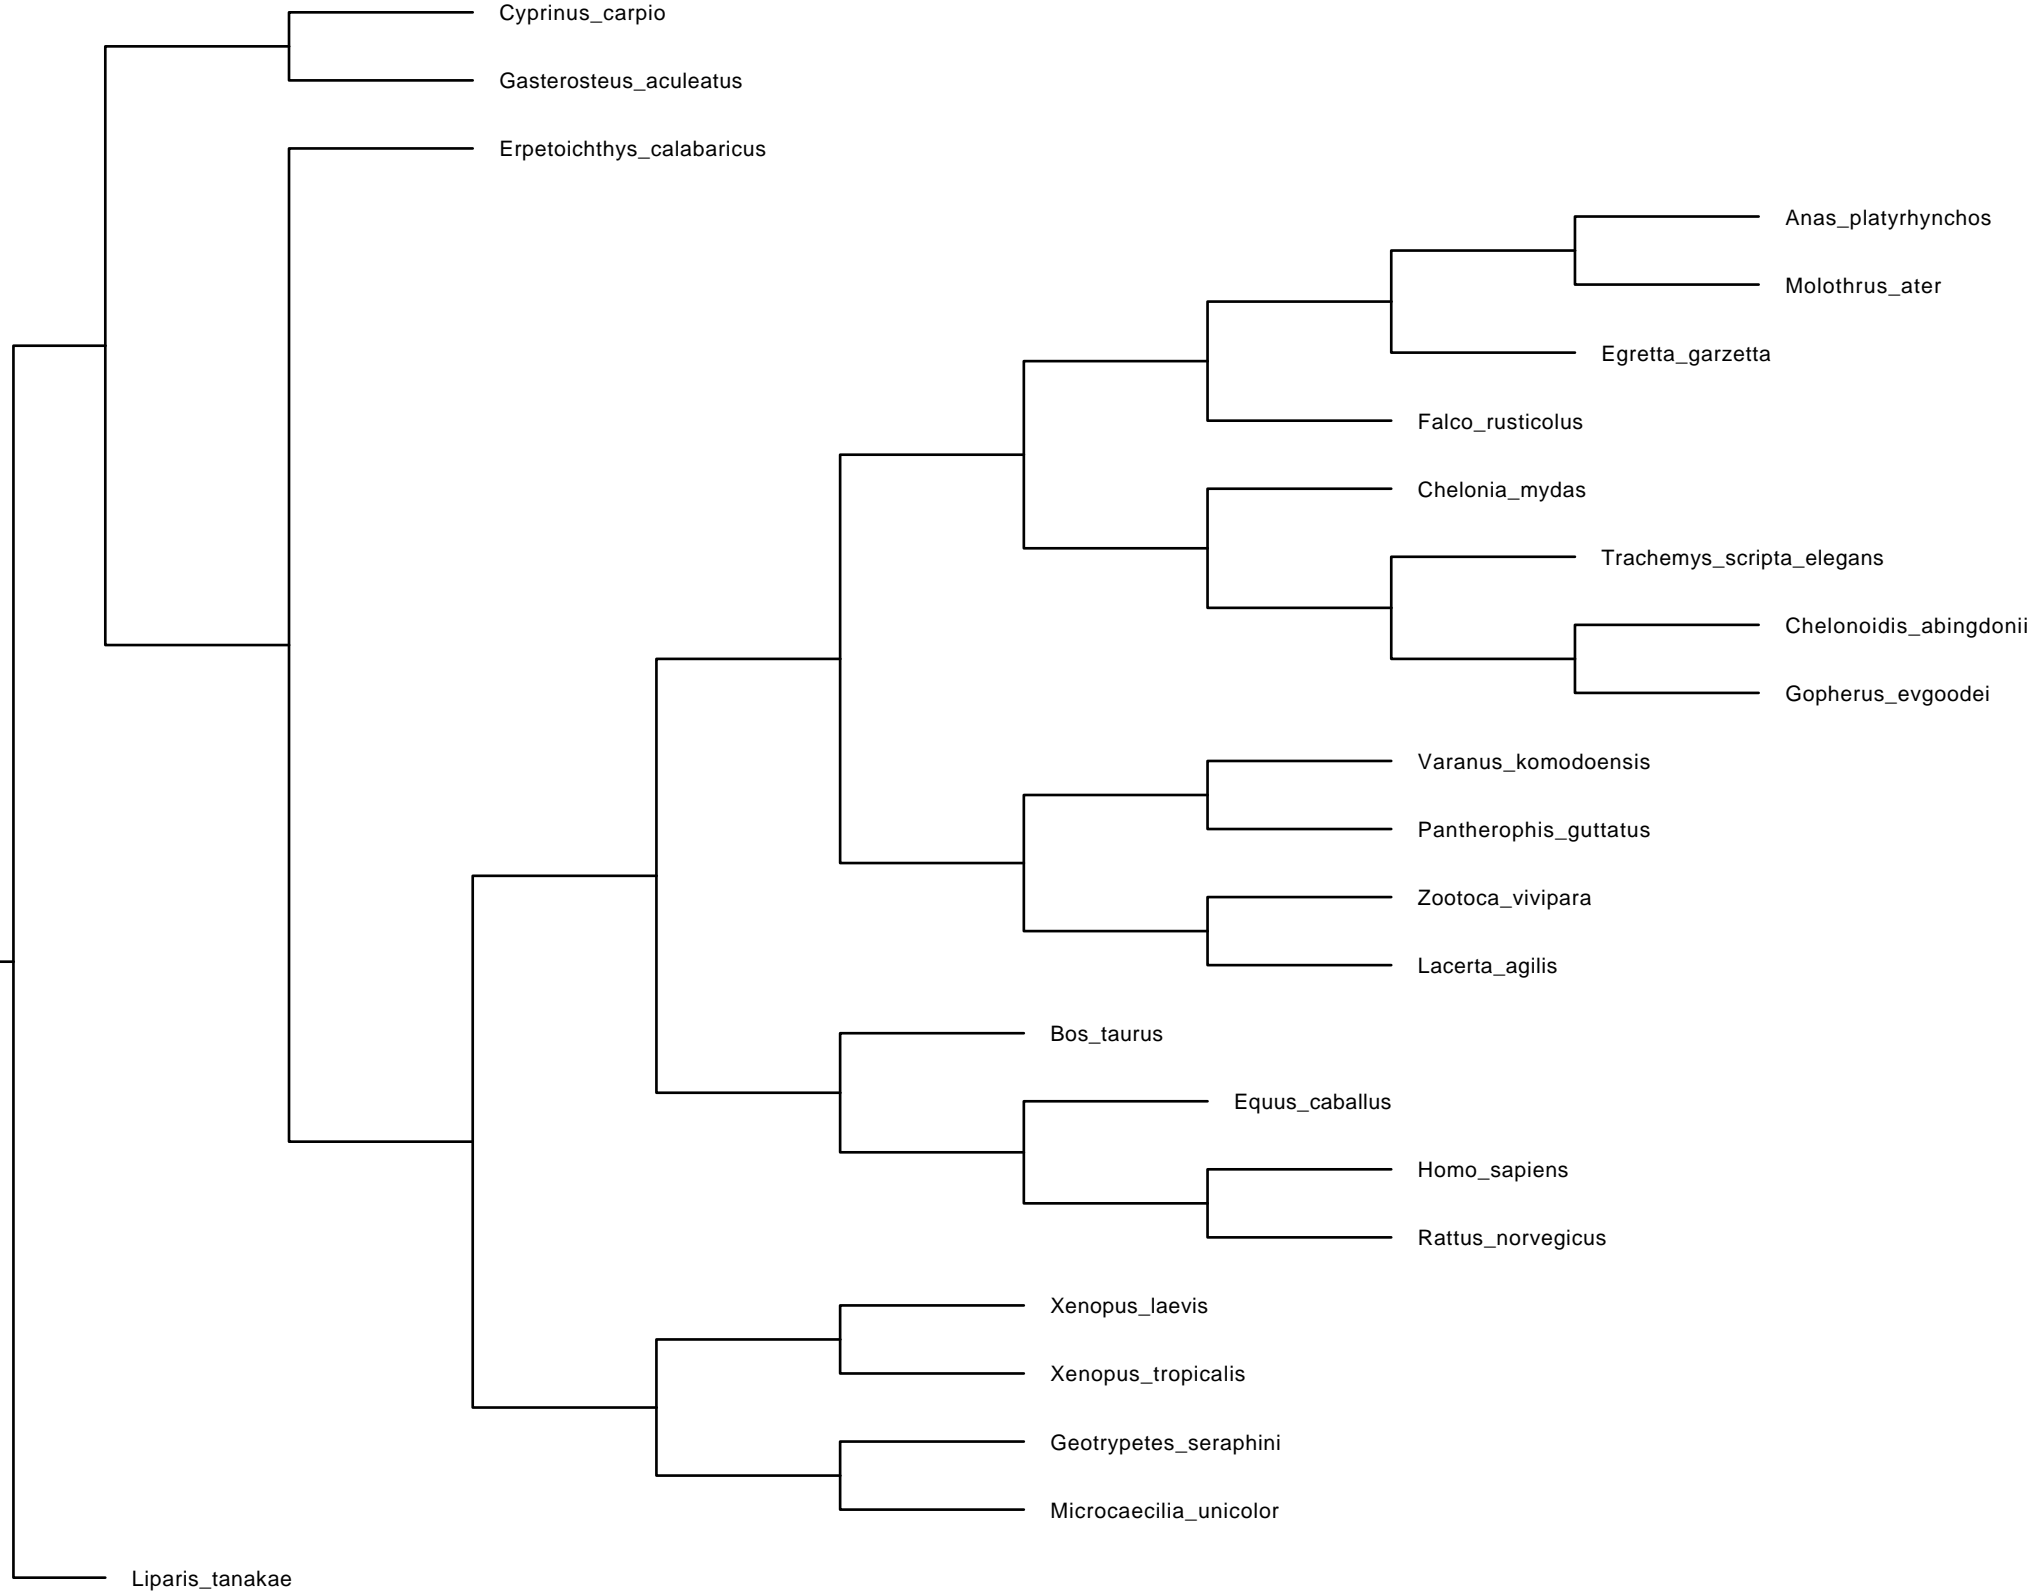 Cyprinus_carpio
Gasterosteus_aculeatus
Erpetoichthys_calabaricus
Anas_platyrhynchos
Molothrus_ater
Egretta_garzetta
Falco_rusticolus
Chelonia_mydas
Trachemys_scripta_elegans
Chelonoidis_abingdonii
Gopherus_evgoodei
Varanus_komodoensis
Pantherophis_guttatus
Zootoca_vivipara
Lacerta_agilis
Bos_taurus
Equus_caballus
Homo_sapiens
Rattus_norvegicus
Xenopus_laevis
Xenopus_tropicalis
Geotrypetes_seraphini
Microcaecilia_unicolor
Liparis_tanakae